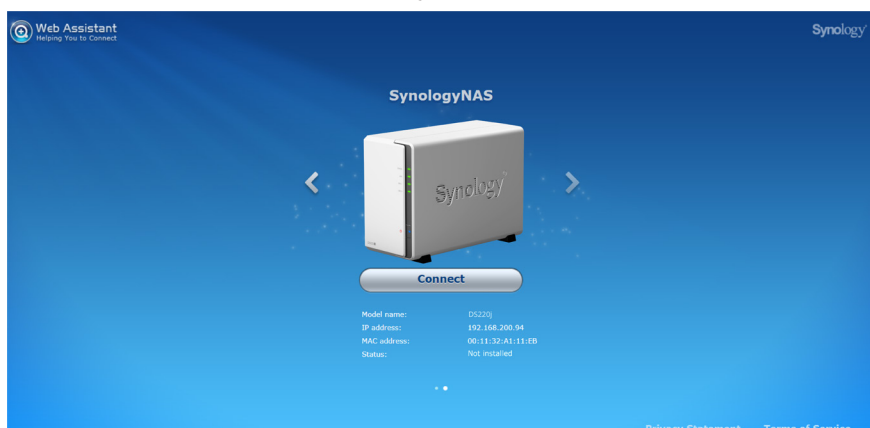 Web Assistant
Helping You to Connect
Synology
SynologyNAS
Synology
Connect
Model name: DS220j
IP address: 192.168.200.94
MAC address: 00:11:32:A1:11:EB
Status: Not installed
Privacy Statement Terms of Service